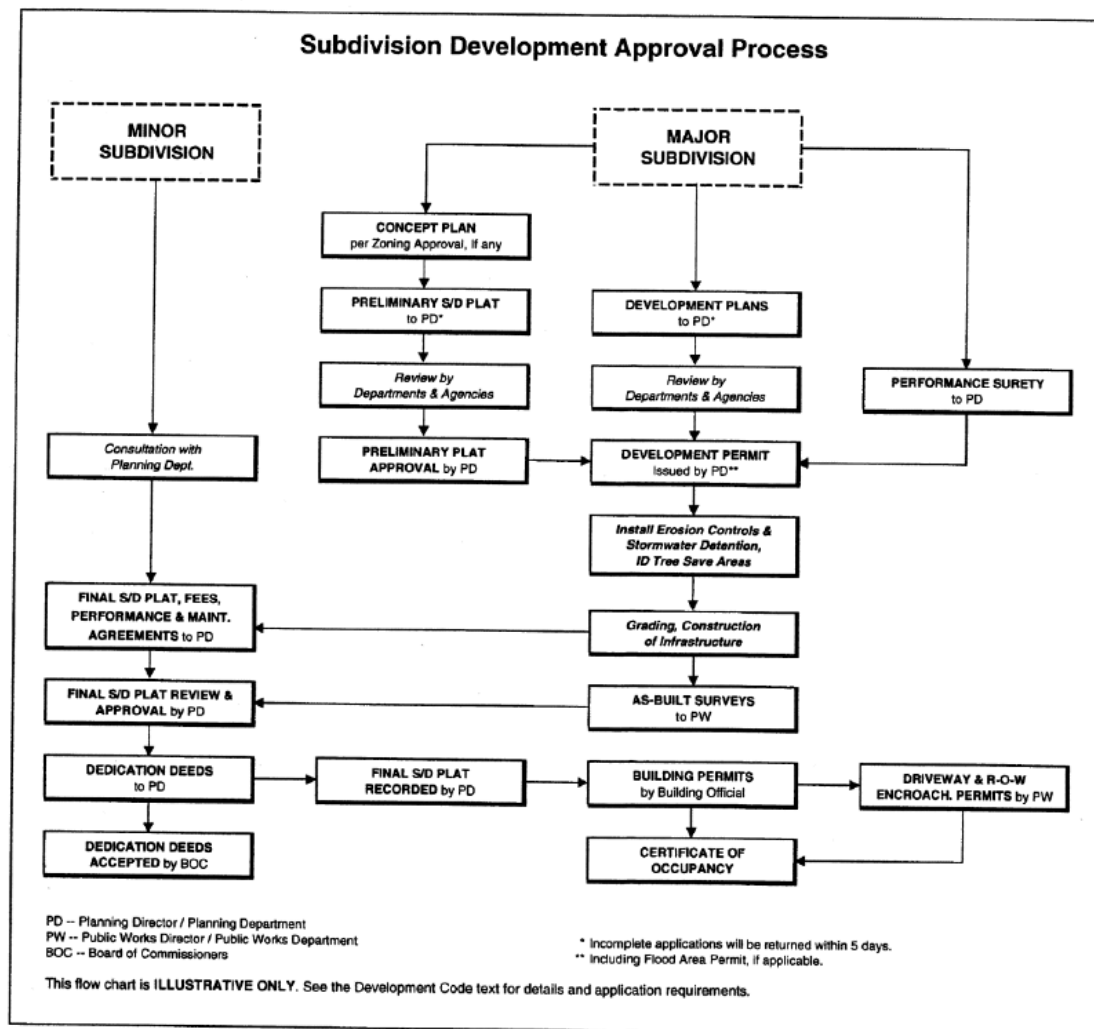 Subdivision Development Approval Process
MINOR
SUBDIVISION
MAJOR
SUBDIVISION
CONCEPT PLAN
per Zoning Approval, if any
PRELIMINARY S/D PLAT
to PD*
DEVELOPMENT PLANS
to PD*
Review by
Departments & Agencies
Review by
Departments & Agencies
PERFORMANCE SURETY
to PD
Consultation with
Planning Dept.
PRELIMINARY PLAT
APPROVAL by PD
DEVELOPMENT PERMIT
Issued by PD**
Install Erosion Controls &
Stormwater Detention,
ID Tree Save Areas
FINAL S/D PLAT, FEES,
PERFORMANCE & MAINT.
AGREEMENTS to PD
Grading, Construction
of Infrastructure
FINAL S/D PLAT REVIEW &
APPROVAL by PD
AS-BUILT SURVEYS
to PW
DEDICATION DEEDS
to PD
FINAL S/D PLAT
RECORDED by PD
BUILDING PERMITS
by Building Official
DRIVEWAY & R-O-W
ENCROACH. PERMITS by PW
DEDICATION DEEDS
ACCEPTED by BOC
CERTIFICATE OF
OCCUPANCY
PD -- Planning Director / Planning Department
PW -- Public Works Director / Public Works Department
BOC -- Board of Commissioners
* Incomplete applications will be returned within 5 days.
** Including Flood Area Permit, if applicable.
This flow chart is ILLUSTRATIVE ONLY. See the Development Code text for details and application requirements.